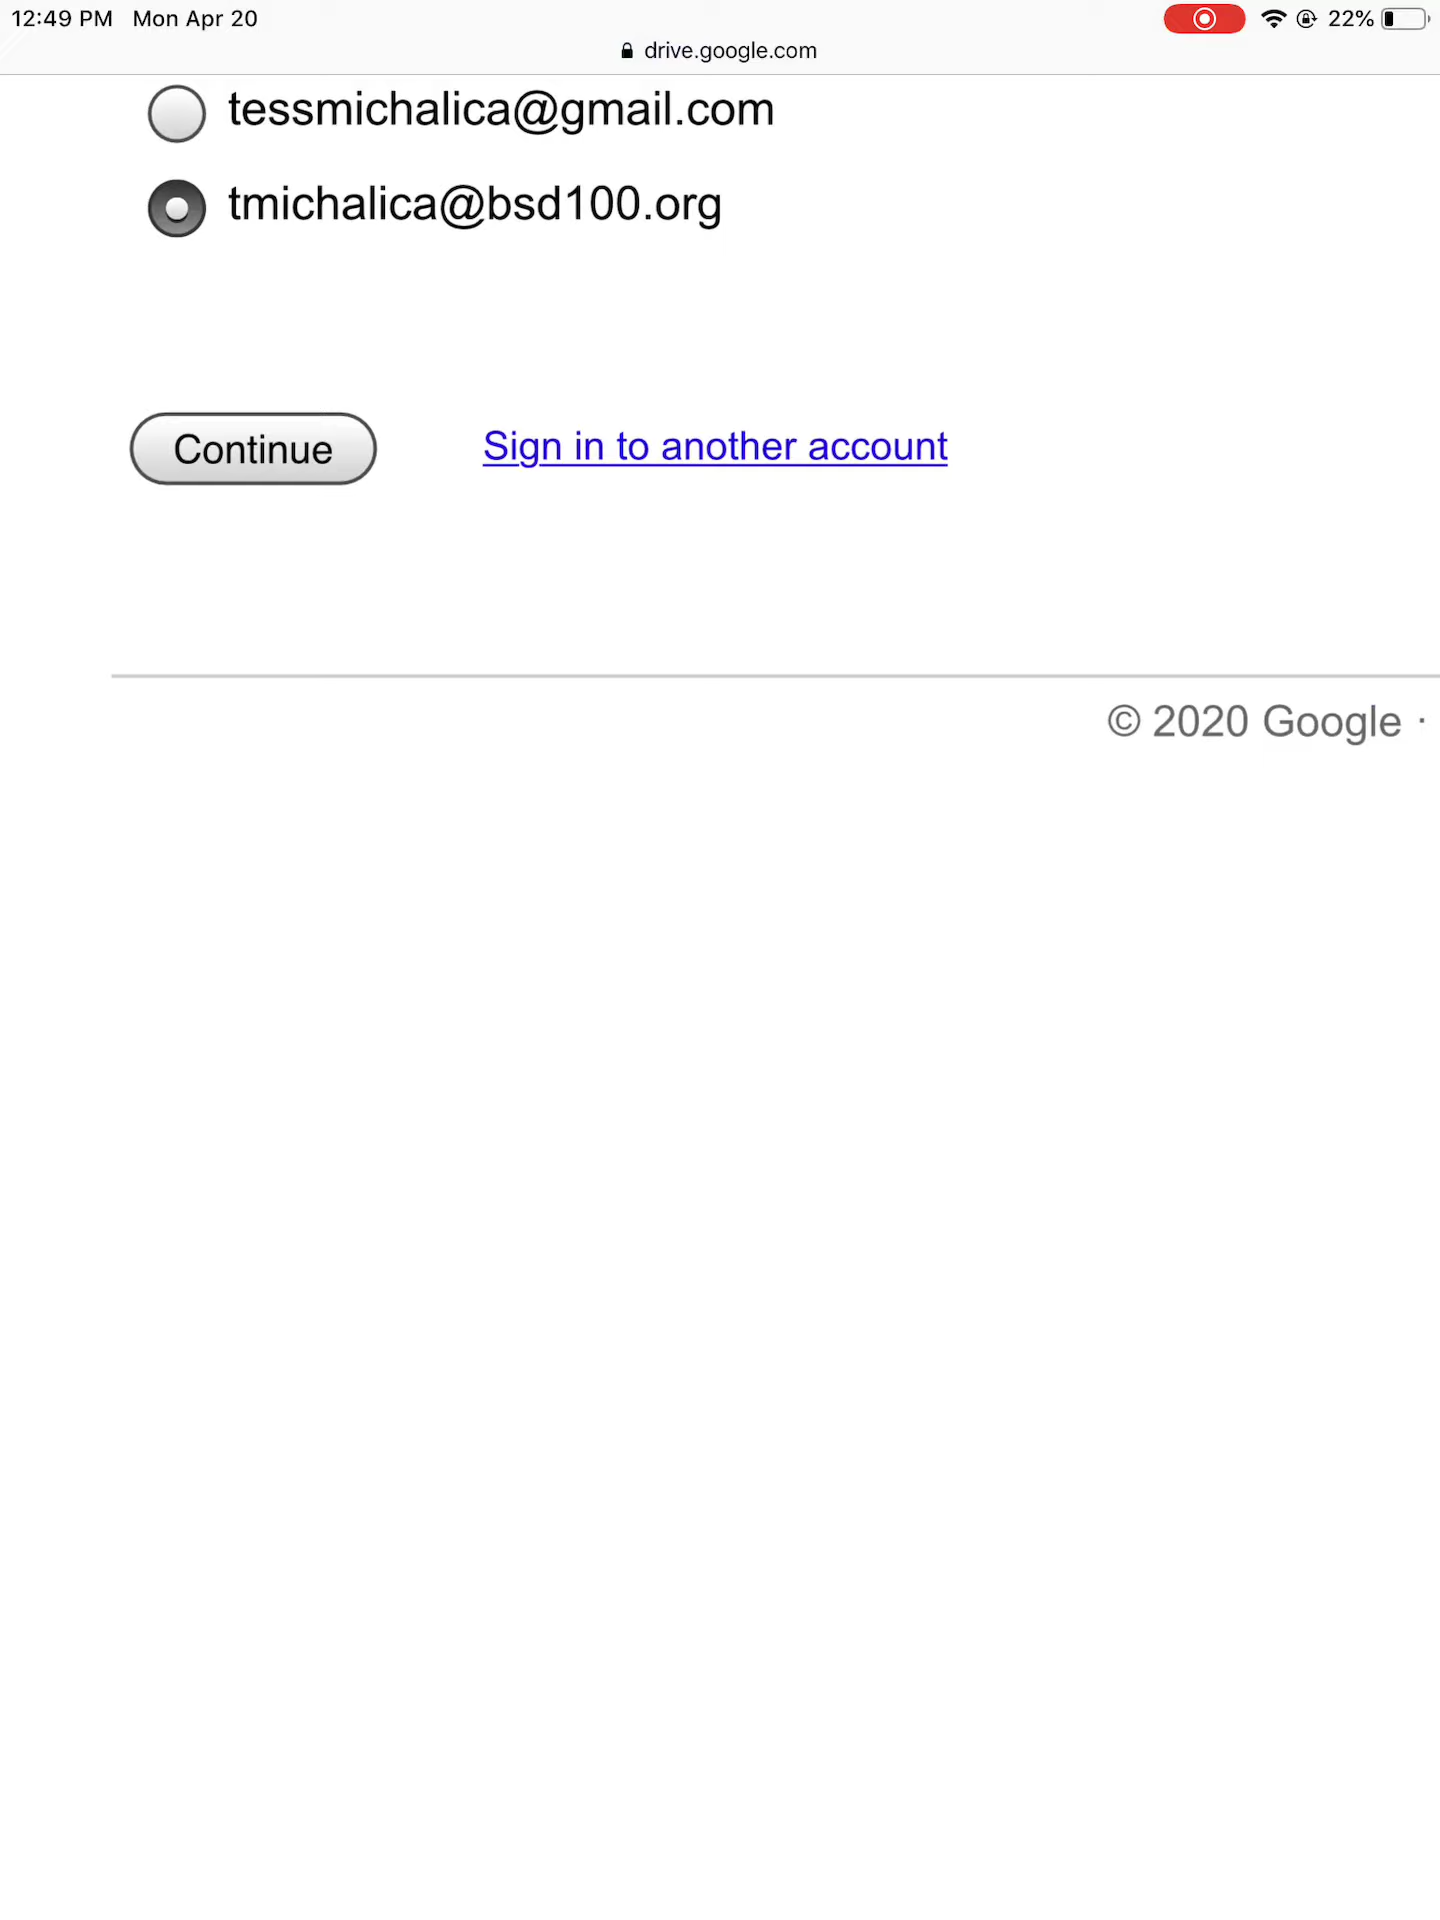 12:49 PM Mon Apr 20 22%
drive.google.com
tessmichalica@gmail.com
tmichalica@bsd100.org
Continue Sign in to another account
© 2020 Google ·